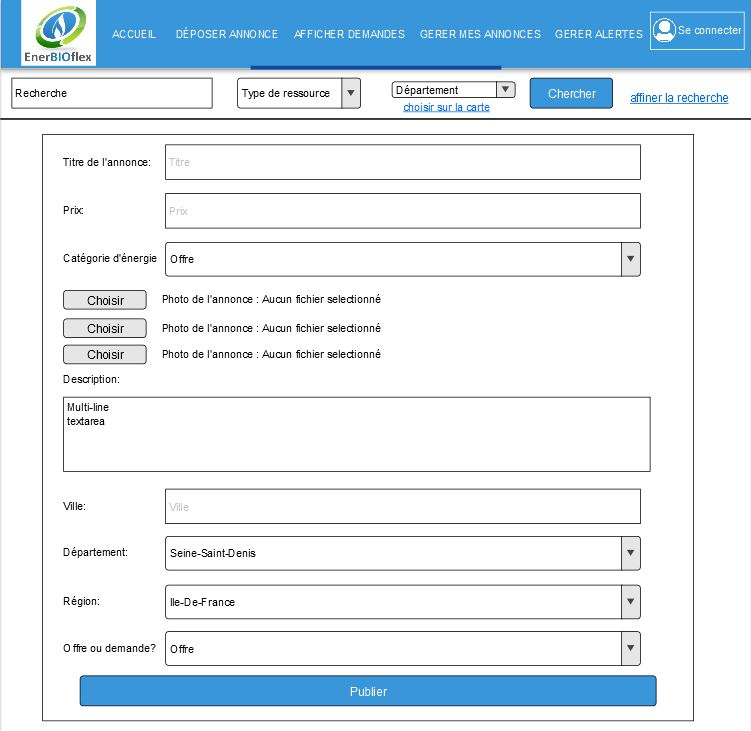 EnerBIOflex
ACCUEIL DÉPOSER ANNONCE AFFICHER DEMANDES GERER MES ANNONCES GERER ALERTES Se connecter
Recherche Type de ressource Département Chercher affiner la recherche
choisir sur la carte
Titre de l'annonce: Titre
Prix: Prix
Catégorie d'énergie Offre
Choisir Photo de l'annonce : Aucun fichier selectionné
Choisir Photo de l'annonce : Aucun fichier selectionné
Choisir Photo de l'annonce : Aucun fichier selectionné
Description:
Multi-line
textarea
Ville: Ville
Département: Seine-Saint-Denis
Région: Ile-De-France
Offre ou demande? Offre
Publier